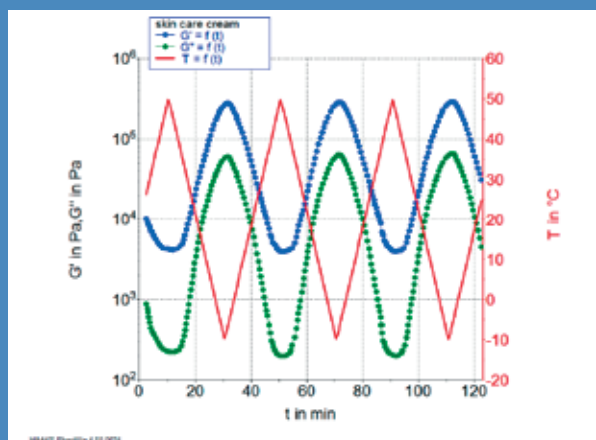 skin care cream
G' = f (t)
G" = f (t)
T = f (t)
10⁶
10⁵
10⁴
10³
10²
G' in Pa,G" in Pa
60
50
40
30
20
10
0
-10
-20
T in °C
0 20 40 60 80 100 120
t in min